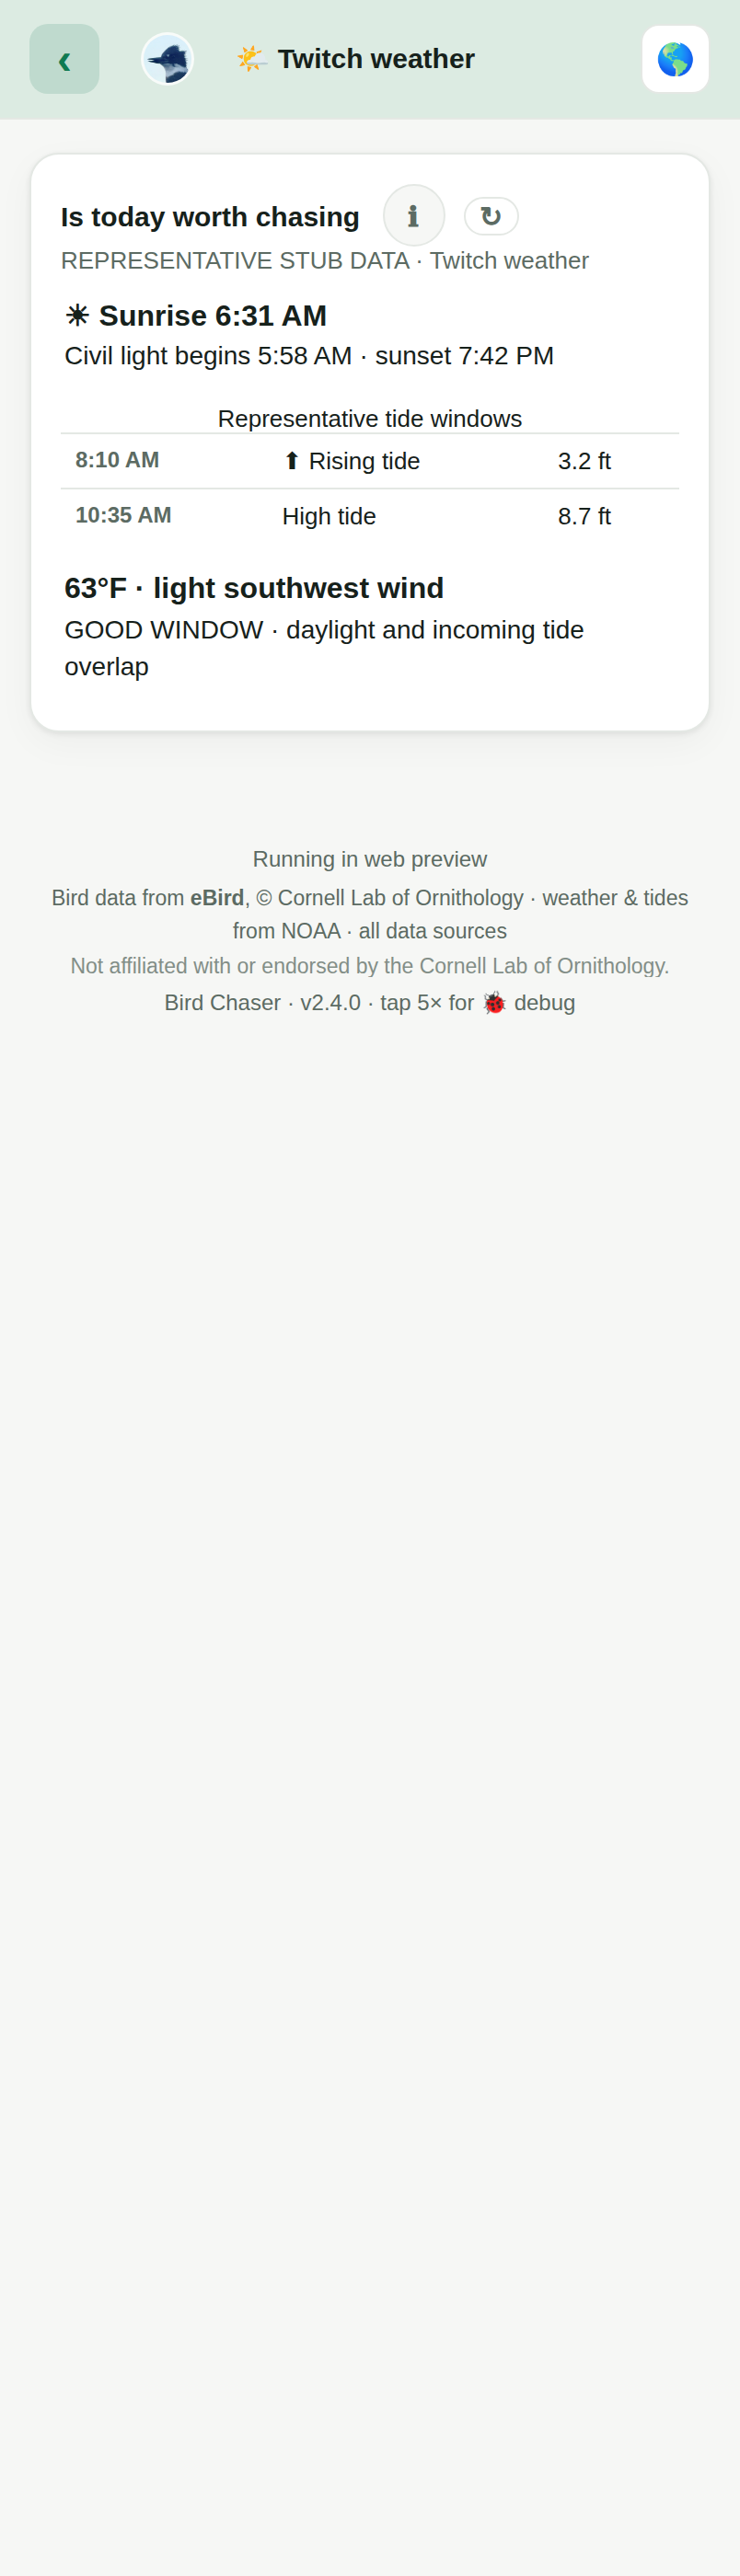 ‹ 🌤️ Twitch weather 🌎
Is today worth chasing ℹ ↻
REPRESENTATIVE STUB DATA · Twitch weather
☀ Sunrise 6:31 AM
Civil light begins 5:58 AM · sunset 7:42 PM
Representative tide windows
8:10 AM ⬆ Rising tide 3.2 ft
10:35 AM High tide 8.7 ft
63°F · light southwest wind
GOOD WINDOW · daylight and incoming tide
overlap
Running in web preview
Bird data from eBird, © Cornell Lab of Ornithology · weather & tides
from NOAA · all data sources
Not affiliated with or endorsed by the Cornell Lab of Ornithology.
Bird Chaser · v2.4.0 · tap 5× for 🐞 debug